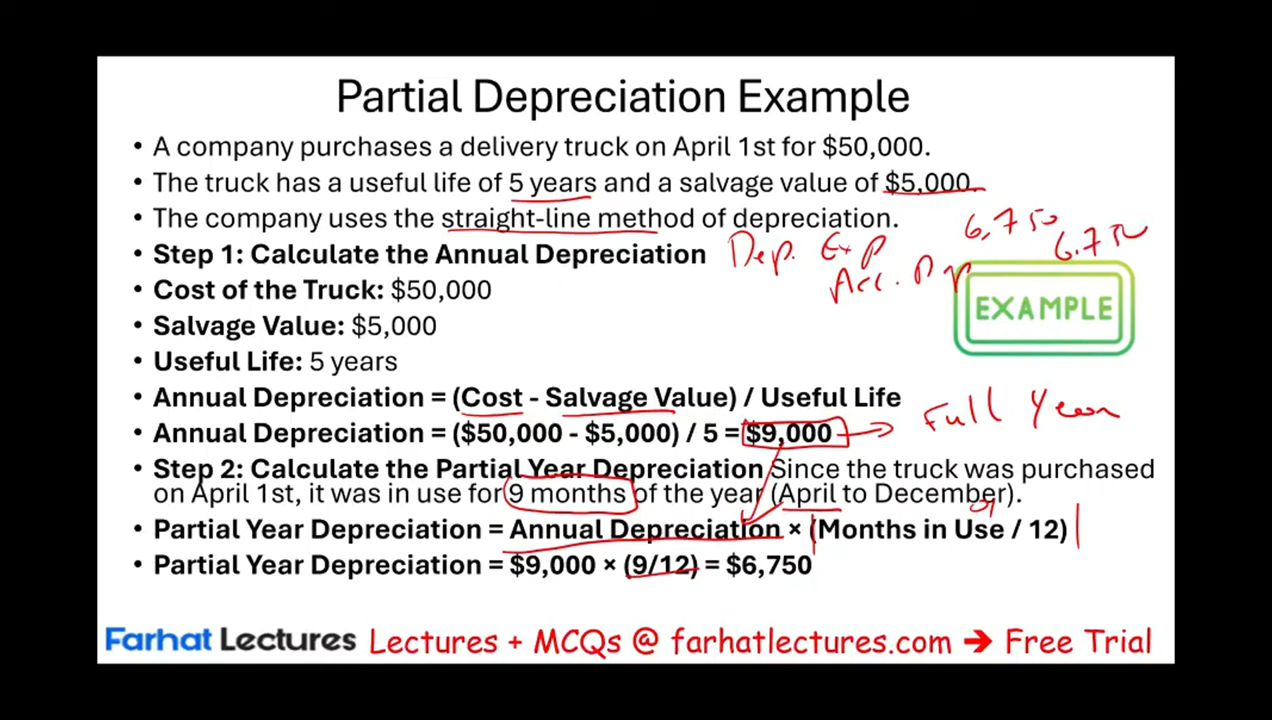 Partial Depreciation Example
• A company purchases a delivery truck on April 1st for $50,000.
• The truck has a useful life of 5 years and a salvage value of $5,000.
• The company uses the straight-line method of depreciation.
6,750
• Step 1: Calculate the Annual Depreciation
Dep. Exp
6,750
Acc. Dep
• Cost of the Truck: $50,000
EXAMPLE
• Salvage Value: $5,000
• Useful Life: 5 years
• Annual Depreciation = (Cost - Salvage Value) / Useful Life
Full Year
• Annual Depreciation = ($50,000 - $5,000) / 5 = $9,000
• Step 2: Calculate the Partial Year Depreciation Since the truck was purchased
on April 1st, it was in use for 9 months of the year (April to December).
• Partial Year Depreciation = Annual Depreciation × (Months in Use / 12)
• Partial Year Depreciation = $9,000 × (9/12) = $6,750
Farhat Lectures Lectures + MCQs @ farhatlectures.com ➔ Free Trial